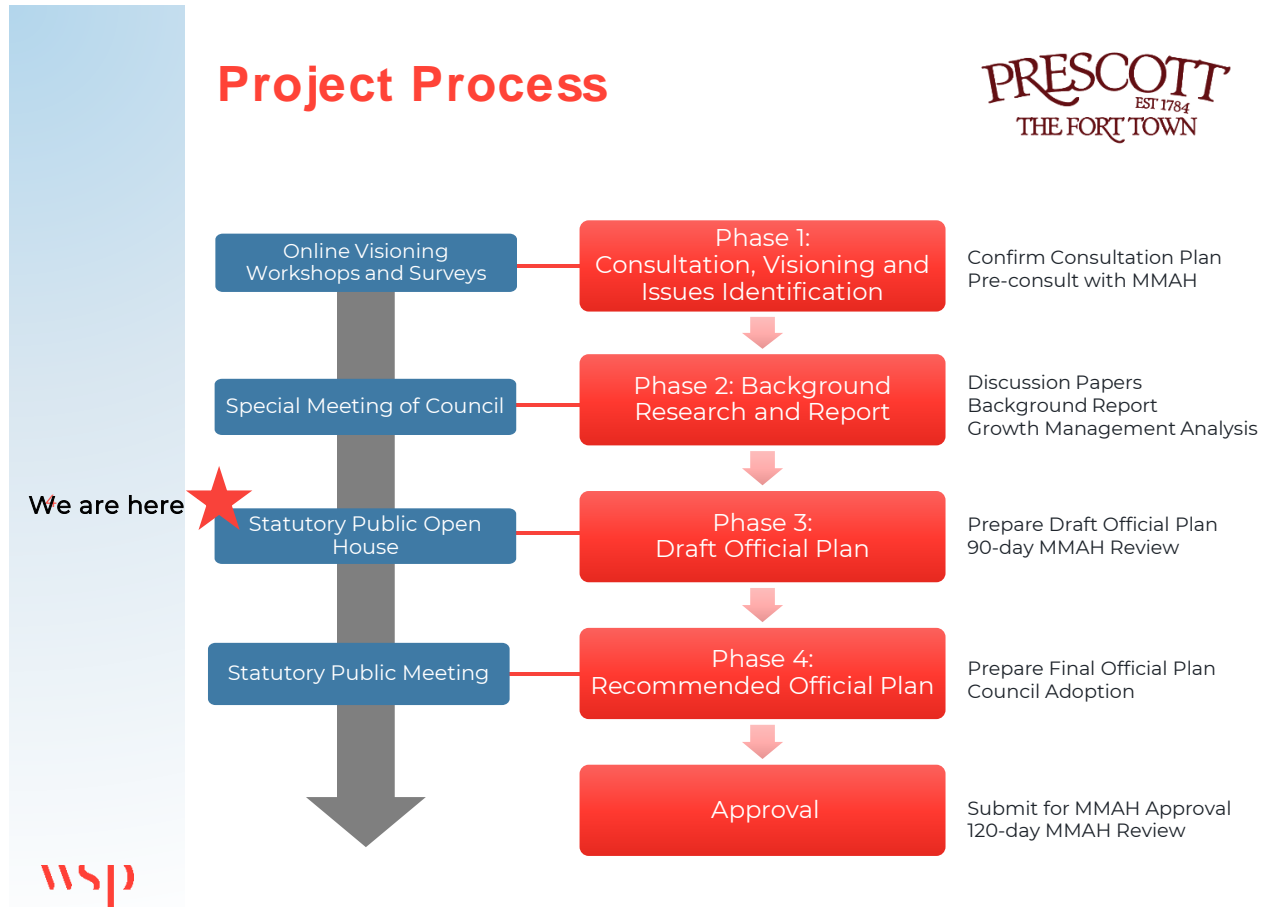 Project Process
PRESCOTT
EST 1784
THE FORT TOWN
Online Visioning
Workshops and Surveys
Phase 1:
Consultation, Visioning and
Issues Identification
Confirm Consultation Plan
Pre-consult with MMAH
Special Meeting of Council
Phase 2: Background
Research and Report
Discussion Papers
Background Report
Growth Management Analysis
4
We are here
Statutory Public Open
House
Phase 3:
Draft Official Plan
Prepare Draft Official Plan
90-day MMAH Review
Statutory Public Meeting
Phase 4:
Recommended Official Plan
Prepare Final Official Plan
Council Adoption
Approval
Submit for MMAH Approval
120-day MMAH Review
wsp